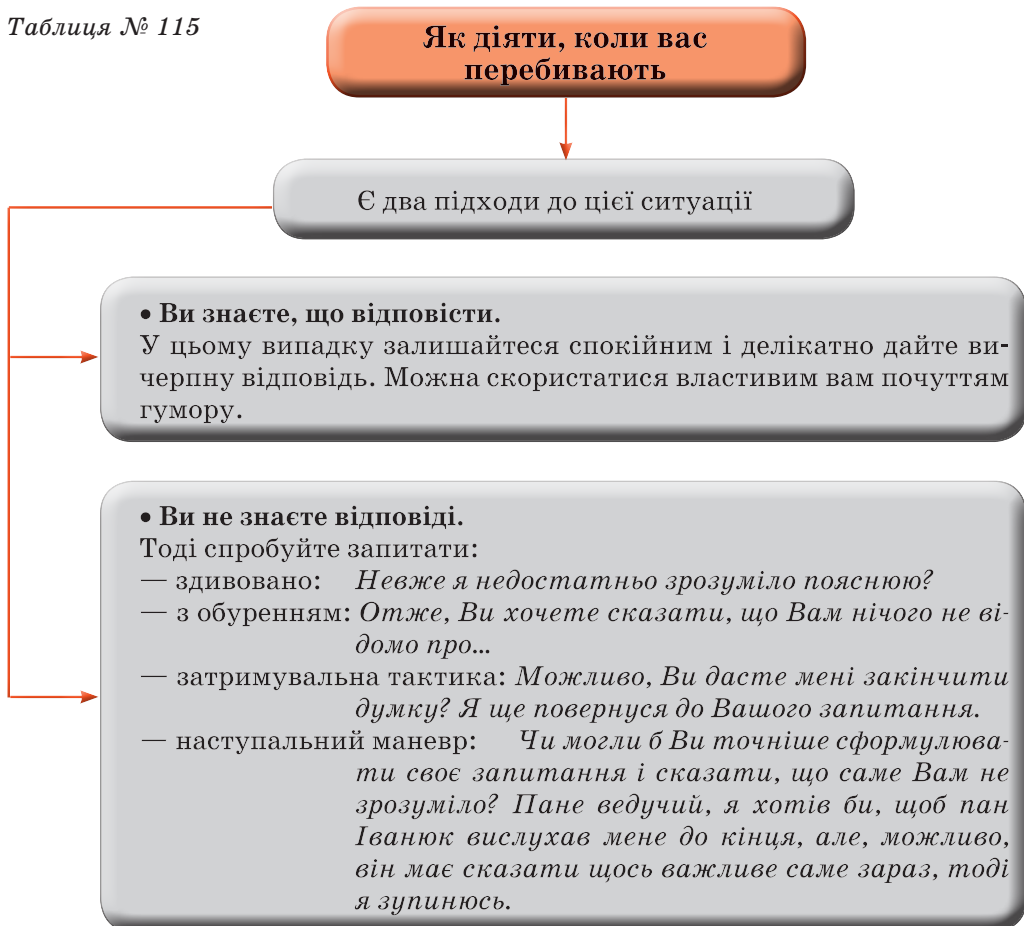 Таблиця № 115
Як діяти, коли вас
перебивають
Є два підходи до цієї ситуації
• Ви знаєте, що відповісти.
У цьому випадку залишайтеся спокійним і делікатно дайте ви-
черпну відповідь. Можна скористатися властивим вам почуттям
гумору.
• Ви не знаєте відповіді.
Тоді спробуйте запитати:
— здивовано: Невже я недостатньо зрозуміло пояснюю?
— з обуренням: Отже, Ви хочете сказати, що Вам нічого не ві-
домо про...
— затримувальна тактика: Можливо, Ви дасте мені закінчити
думку? Я ще повернуся до Вашого запитання.
— наступальний маневр: Чи могли б Ви точніше сформулюва-
ти своє запитання і сказати, що саме Вам не
зрозуміло? Пане ведучий, я хотів би, щоб пан
Іванюк вислухав мене до кінця, але, можливо,
він має сказати щось важливе саме зараз, тоді
я зупинюсь.